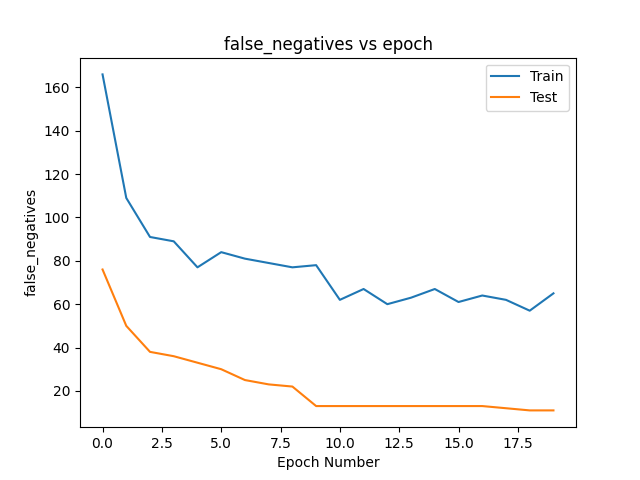 false_negatives vs epoch
Train
Test
false_negatives
160
140
120
100
80
60
40
20
0.0 2.5 5.0 7.5 10.0 12.5 15.0 17.5
Epoch Number